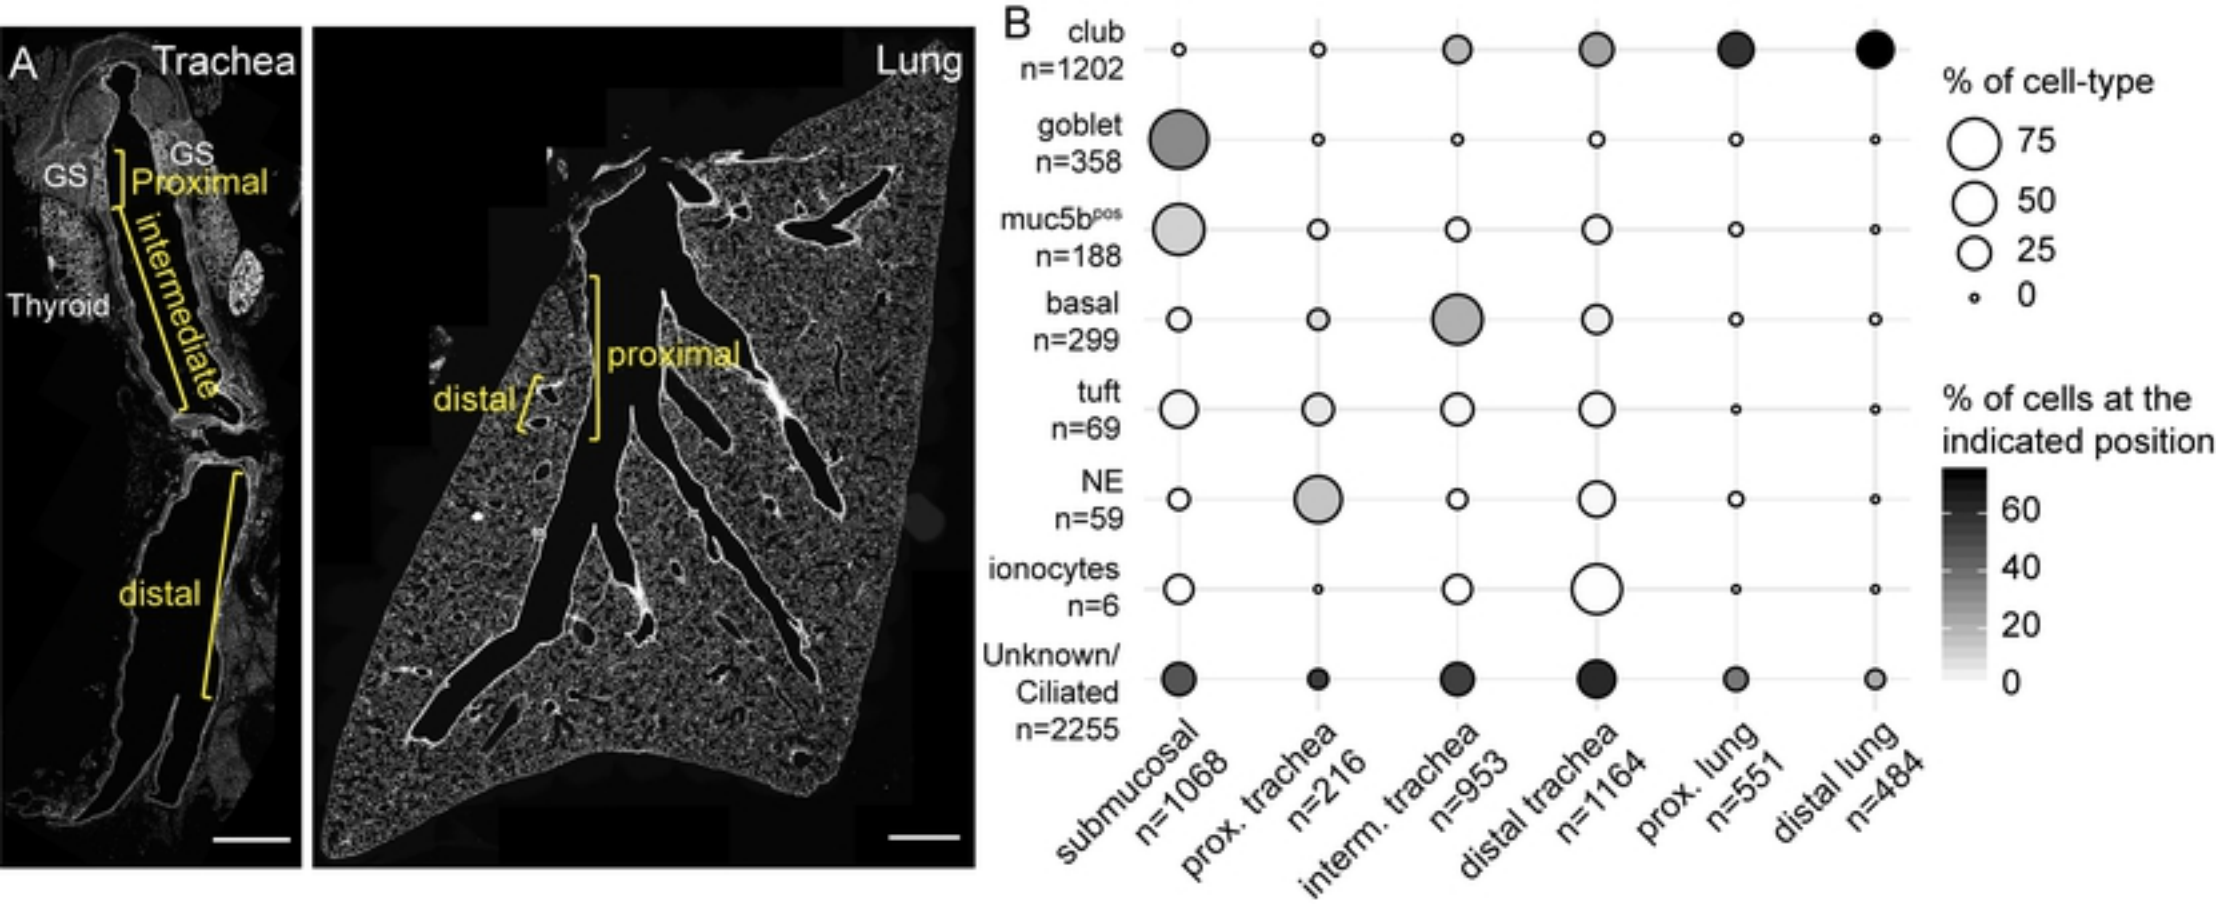 A
Trachea
GS
GS
Proximal
intermediate
Thyroid
distal
Lung
proximal
distal
B
club
n=1202
goblet
n=358
muc5bᵖᵒˢ
n=188
basal
n=299
tuft
n=69
NE
n=59
ionocytes
n=6
Unknown/
Ciliated
n=2255
submucosal
n=1068
prox. trachea
n=216
interm. trachea
n=953
distal trachea
n=1164
prox. lung
n=551
distal lung
n=484
% of cell-type
75
50
25
0
% of cells at the
indicated position
60
40
20
0